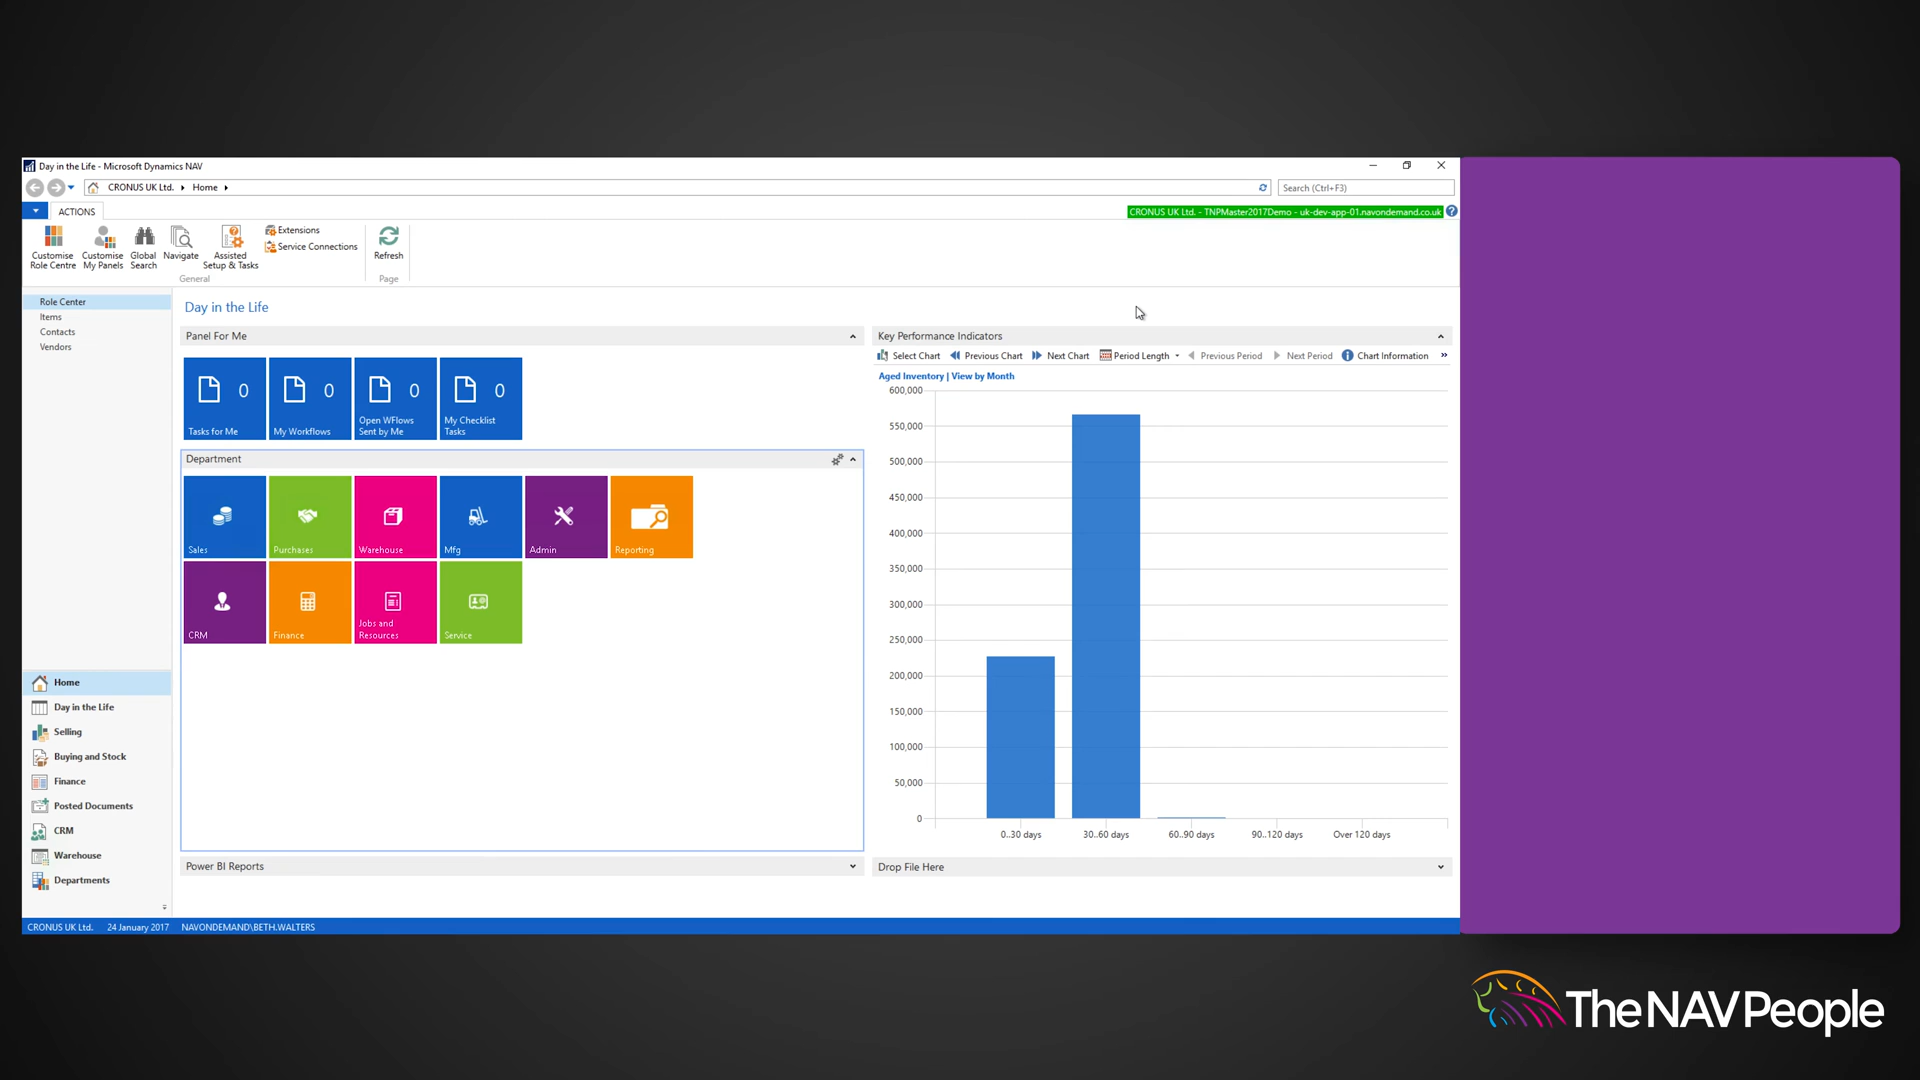 Day in the Life - Microsoft Dynamics NAV
CRONUS UK Ltd. Home
Search (Ctrl+F3)
ACTIONS
CRONUS UK Ltd. - TNPMaster2017Demo - uk-dev-app-01.navondemand.co.uk
Customise Role Centre
Customise My Panels
Global Search
Navigate
Assisted Setup & Tasks
Extensions
Service Connections
Refresh
General
Page
Role Center
Items
Contacts
Vendors
Day in the Life
Panel For Me
0
Tasks for Me
0
My Workflows
0
Open WFlows
Sent by Me
0
My Checklist
Tasks
Department
Sales
Purchases
Warehouse
Mfg
Admin
Reporting
CRM
Finance
Jobs and
Resources
Service
Power BI Reports
Key Performance Indicators
Select Chart Previous Chart Next Chart Period Length Previous Period Next Period Chart Information »
Aged Inventory | View by Month
600,000
550,000
500,000
450,000
400,000
350,000
300,000
250,000
200,000
150,000
100,000
50,000
0
0..30 days 30..60 days 60..90 days 90..120 days Over 120 days
Drop File Here
Home
Day in the Life
Selling
Buying and Stock
Finance
Posted Documents
CRM
Warehouse
Departments
CRONUS UK Ltd. 24 January 2017 NAVONDEMAND\BETH.WALTERS
TheNAVPeople